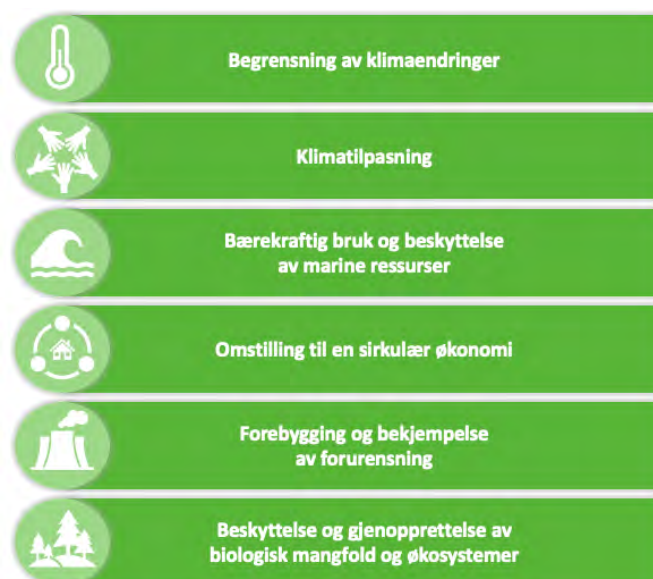 Begrensning av klimaendringer
Klimatilpasning
Bærekraftig bruk og beskyttelse
av marine ressurser
Omstilling til en sirkulær økonomi
Forebygging og bekjempelse
av forurensning
Beskyttelse og gjenopprettelse av
biologisk mangfold og økosystemer